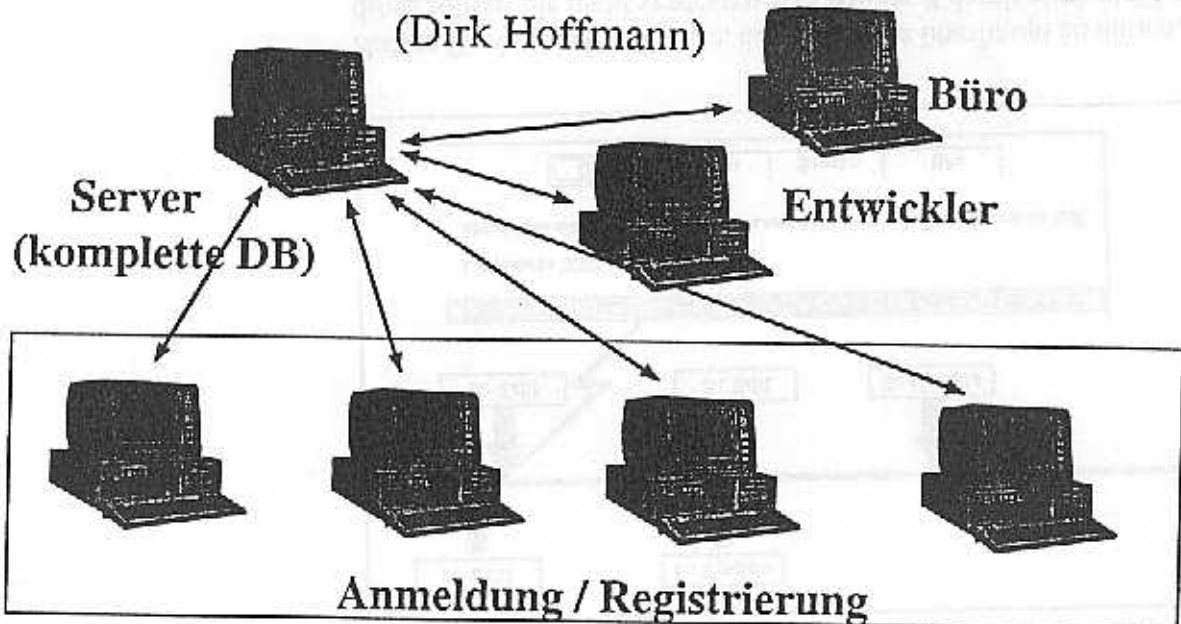 (Dirk Hoffmann)
Büro
Server
(komplette DB)
Entwickler
Anmeldung / Registrierung